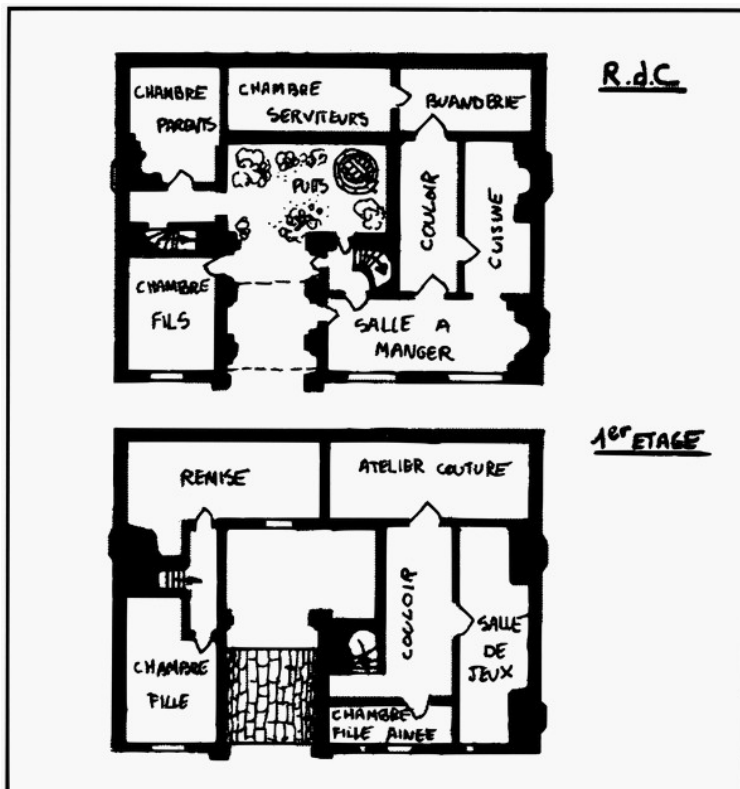 R.d.C
CHAMBRE
PARENTS
CHAMBRE
SERVITEURS
BUANDERIE
PUITS
COULOIR
CUISINE
CHAMBRE
FILS
SALLE A
MANGER
1er ETAGE
REMISE
ATELIER COUTURE
COULOIR
SALLE
DE
JEUX
CHAMBRE
FILLE
CHAMBRE
FILLE AINEE